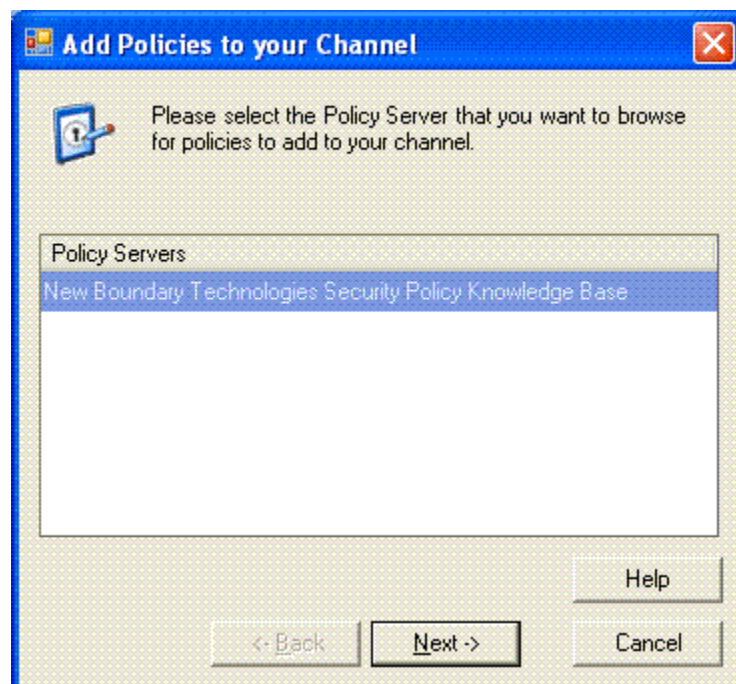 Add Policies to your Channel
Please select the Policy Server that you want to browse
for policies to add to your channel.
Policy Servers
New Boundary Technologies Security Policy Knowledge Base
Help
<- Back
Next ->
Cancel